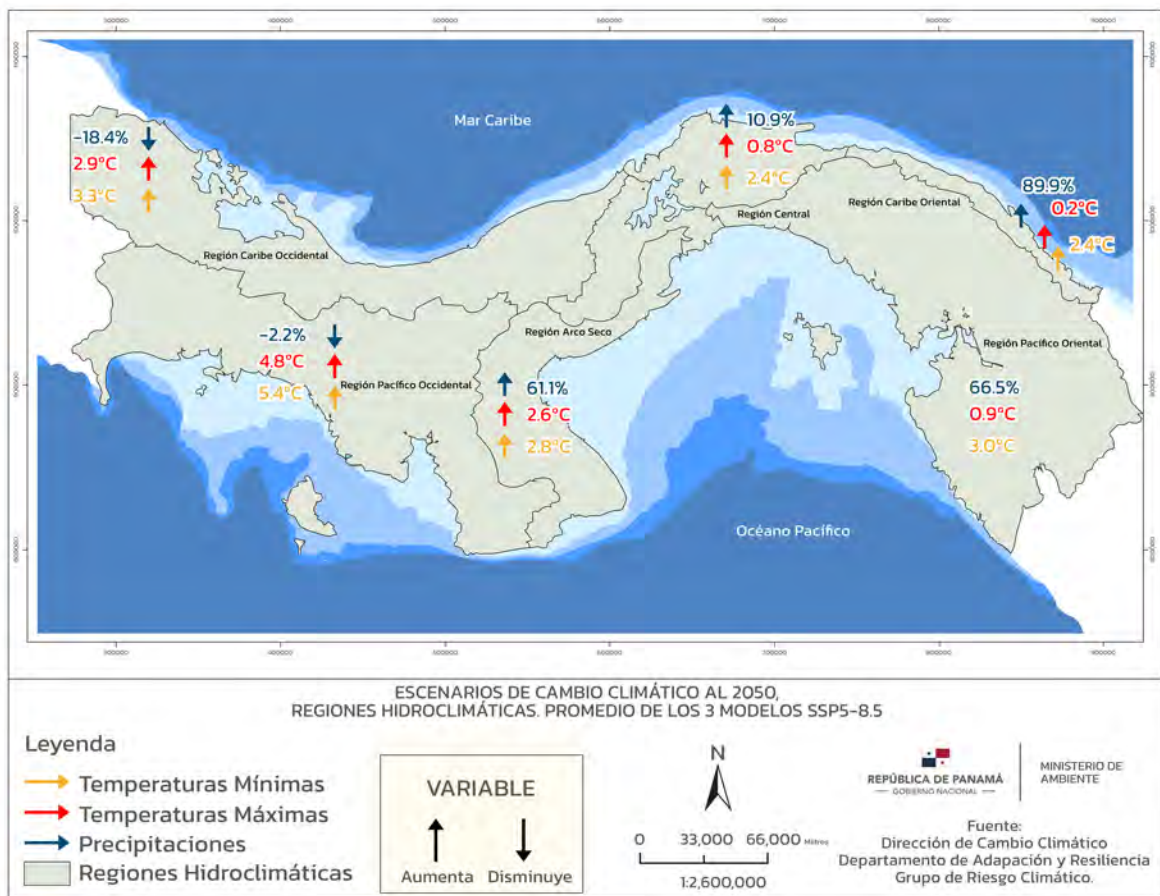 Mar Caribe
-18.4%
2.9°C
3.3°C
10.9%
0.8°C
2.4°C
89.9%
0.2°C
2.4°C
Región Caribe Oriental
Región Central
Región Caribe Occidental
Región Arco Seco
-2.2%
4.8°C
5.4°C
Región Pacífico Occidental
61.1%
2.6°C
2.8°C
Región Pacífico Oriental
66.5%
0.9°C
3.0°C
Océano Pacífico
ESCENARIOS DE CAMBIO CLIMÁTICO AL 2050,
REGIONES HIDROCLIMÁTICAS. PROMEDIO DE LOS 3 MODELOS SSP5-8.5
Leyenda
Temperaturas Mínimas
Temperaturas Máximas
Precipitaciones
Regiones Hidroclimáticas
VARIABLE
Aumenta Disminuye
N
0 33,000 66,000 Metros
1:2,600,000
REPÚBLICA DE PANAMÁ
GOBIERNO NACIONAL
MINISTERIO DE
AMBIENTE
Fuente:
Dirección de Cambio Climático
Departamento de Adapación y Resiliencia
Grupo de Riesgo Climático.